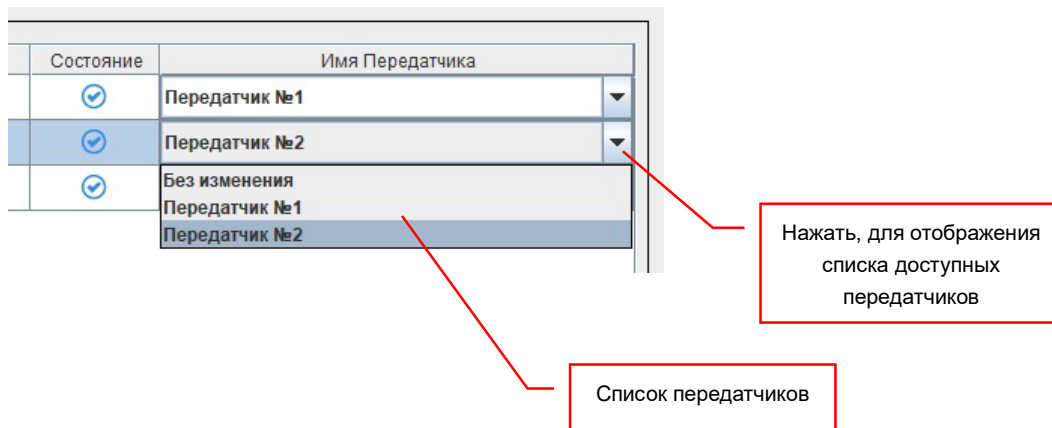 Состояние
Имя Передатчика
Передатчик №1
Передатчик №2
Без изменения
Передатчик №1
Передатчик №2
Нажать, для отображения
списка доступных
передатчиков
Список передатчиков